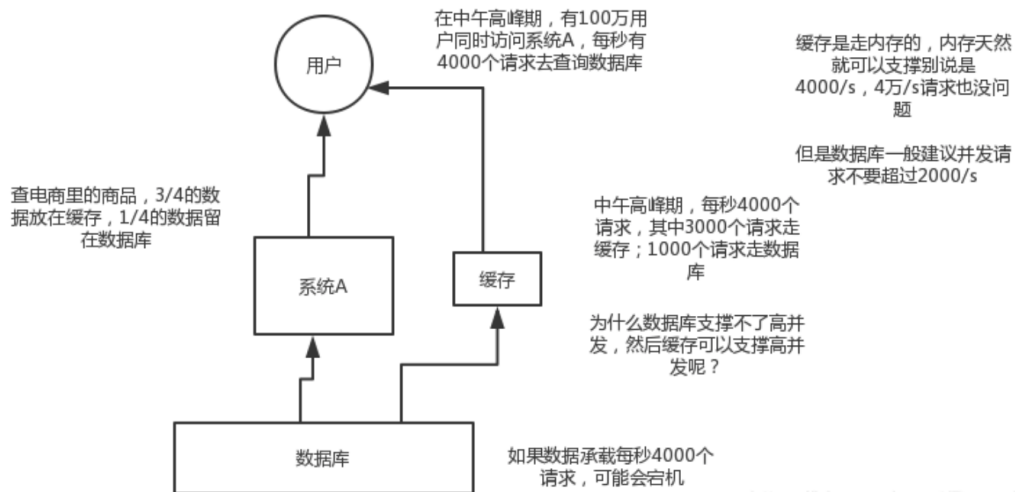 在中午高峰期，有100万用
户同时访问系统A，每秒有
4000个请求去查询数据库
用户
缓存是走内存的，内存天然
就可以支撑别说是
4000/s，4万/s请求也没问
题
但是数据库一般建议并发请
求不要超过2000/s
查电商里的商品，3/4的数
据放在缓存，1/4的数据留
在数据库
中午高峰期，每秒4000个
请求，其中3000个请求走
缓存；1000个请求走数据
库
系统A
缓存
为什么数据库支撑不了高并
发，然后缓存可以支撑高并
发呢？
数据库
如果数据承载每秒4000个
请求，可能会宕机